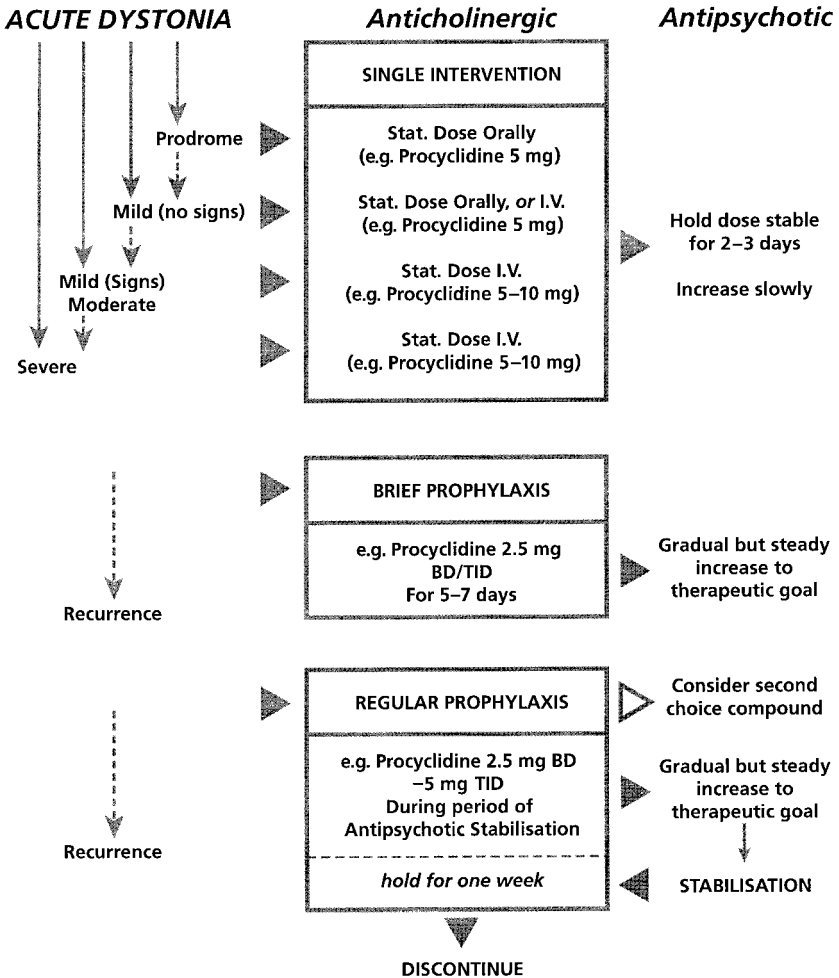 ACUTE DYSTONIA
Anticholinergic
Antipsychotic
SINGLE INTERVENTION
Prodrome
Stat. Dose Orally
(e.g. Procyclidine 5 mg)
Mild (no signs)
Stat. Dose Orally, or I.V.
(e.g. Procyclidine 5 mg)
Hold dose stable
for 2–3 days
Increase slowly
Mild (Signs)
Moderate
Stat. Dose I.V.
(e.g. Procyclidine 5–10 mg)
Severe
Stat. Dose I.V.
(e.g. Procyclidine 5–10 mg)
BRIEF PROPHYLAXIS
e.g. Procyclidine 2.5 mg
BD/TID
For 5–7 days
Gradual but steady
increase to
therapeutic goal
Recurrence
REGULAR PROPHYLAXIS
Consider second
choice compound
e.g. Procyclidine 2.5 mg BD
–5 mg TID
During period of
Antipsychotic Stabilisation
Gradual but steady
increase to
therapeutic goal
Recurrence
hold for one week
STABILISATION
DISCONTINUE